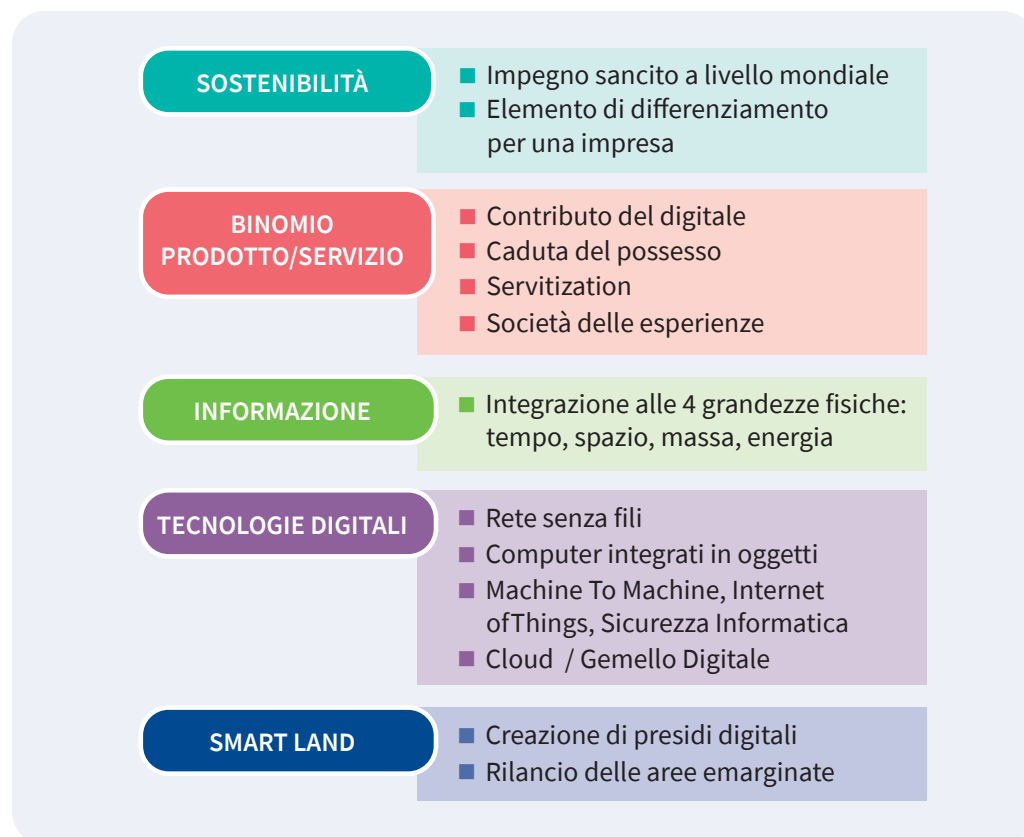 SOSTENIBILITÀ
■ Impegno sancito a livello mondiale
■ Elemento di differenziamento
per una impresa
BINOMIO
PRODOTTO/SERVIZIO
■ Contributo del digitale
■ Caduta del possesso
■ Servitization
■ Società delle esperienze
INFORMAZIONE
■ Integrazione alle 4 grandezze fisiche:
tempo, spazio, massa, energia
TECNOLOGIE DIGITALI
■ Rete senza fili
■ Computer integrati in oggetti
■ Machine To Machine, Internet
ofThings, Sicurezza Informatica
■ Cloud / Gemello Digitale
SMART LAND
■ Creazione di presidi digitali
■ Rilancio delle aree emarginate